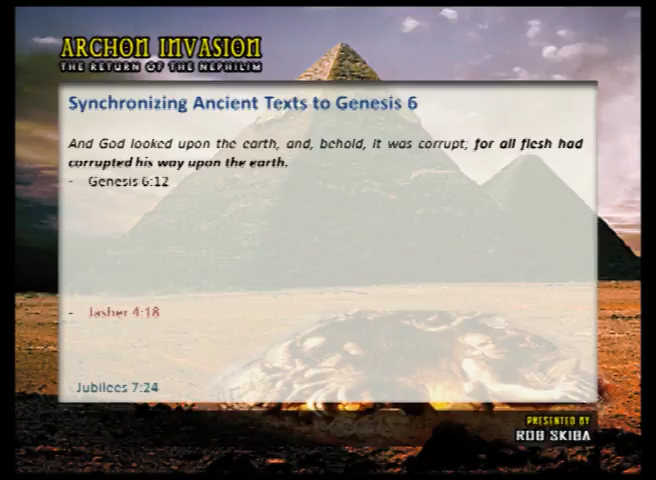 ARCHON INVASION
THE RETURN OF THE NEPHILIM
Synchronizing Ancient Texts to Genesis 6
And God looked upon the earth, and, behold, it was corrupt; for all flesh had
corrupted his way upon the earth.
- Genesis 6:12
- Jasher 4:18
- Jubilees 7:24
PRESENTED BY
ROB SKIBA